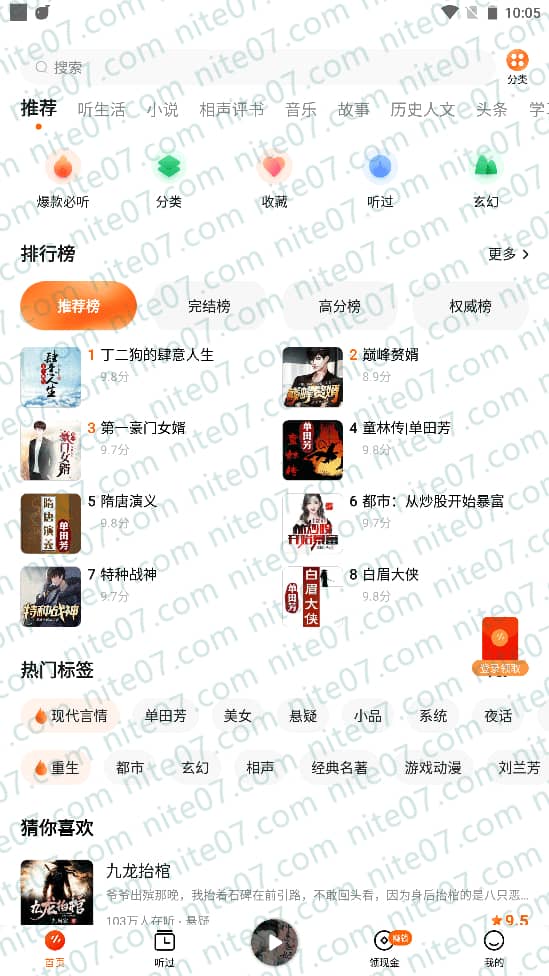 10:05
搜索
分类
推荐 听生活 小说 相声评书 音乐 故事 历史人文 头条 学习
爆款必听 分类 收藏 听过 玄幻
排行榜 更多
推荐榜 完结榜 高分榜 权威榜
1 丁二狗的肆意人生
9.8分
2 巅峰赘婿
8.9分
3 第一豪门女婿
9.7分
4 童林传|单田芳
9.8分
5 隋唐演义
9.8分
6 都市：从炒股开始暴富
9.7分
7 特种战神
9.7分
8 白眉大侠
9.8分
登录领取
热门标签
现代言情 单田芳 美女 悬疑 小品 系统 夜话
重生 都市 玄幻 相声 经典名著 游戏动漫 刘兰芳
猜你喜欢
九龙抬棺
爷爷出殡那晚，我抬着石碑在前引路，不敢回头看，因为身后抬棺的是八只恶...
103万人在听 · 悬疑 9.5
赚钱
首页 听过 领现金 我的
nite07.com